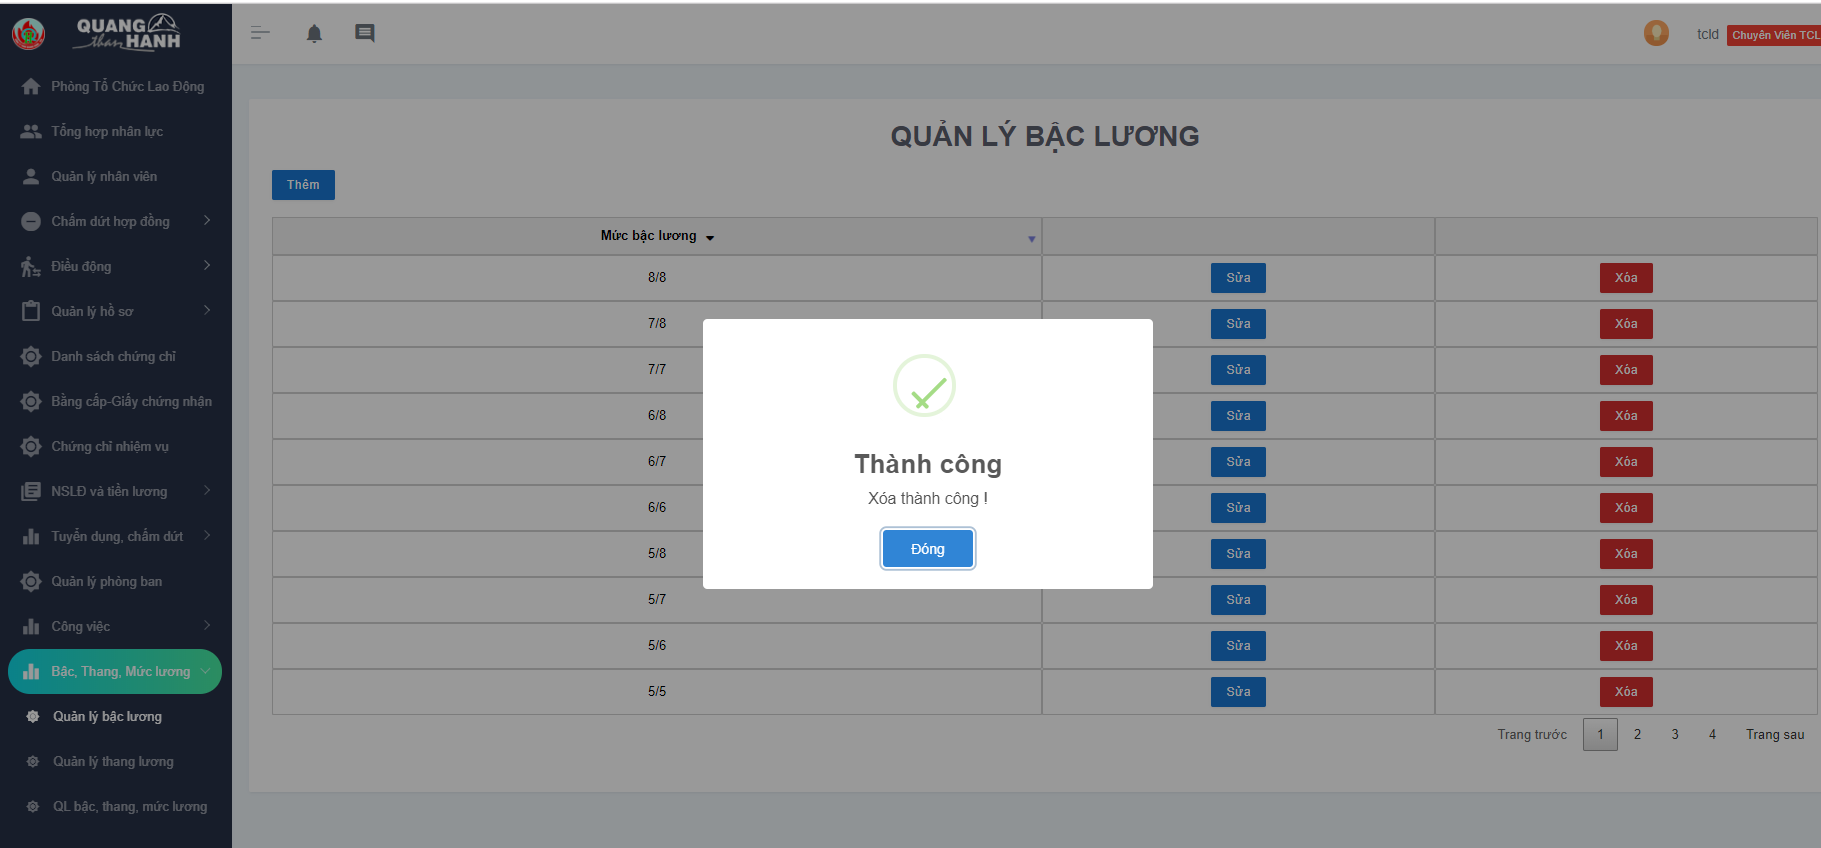 QUANG
than HANH
Phòng Tổ Chức Lao Động
Tổng hợp nhân lực
Quản lý nhân viên
Chấm dứt hợp đồng
Điều động
Quản lý hồ sơ
Danh sách chứng chỉ
Bằng cấp-Giấy chứng nhận
Chứng chỉ nhiệm vụ
NSLĐ và tiền lương
Tuyển dụng, chấm dứt
Quản lý phòng ban
Công việc
Bậc, Thang, Mức lương
Quản lý bậc lương
Quản lý thang lương
QL bậc, thang, mức lương
tcld Chuyên Viên TCL
QUẢN LÝ BẬC LƯƠNG
Thêm
Mức bậc lương
8/8 Sửa Xóa
7/8 Sửa Xóa
7/7 Sửa Xóa
6/8 Sửa Xóa
6/7 Sửa Xóa
6/6 Sửa Xóa
5/8 Sửa Xóa
5/7 Sửa Xóa
5/6 Sửa Xóa
5/5 Sửa Xóa
Trang trước 1 2 3 4 Trang sau
Thành công
Xóa thành công !
Đóng